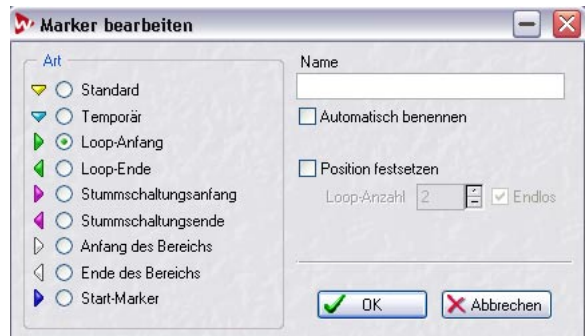 Marker bearbeiten
Art
Standard
Temporär
Loop-Anfang
Loop-Ende
Stummschaltungsanfang
Stummschaltungsende
Anfang des Bereichs
Ende des Bereichs
Start-Marker
Name
Automatisch benennen
Position festsetzen
Loop-Anzahl 2 Endlos
OK Abbrechen